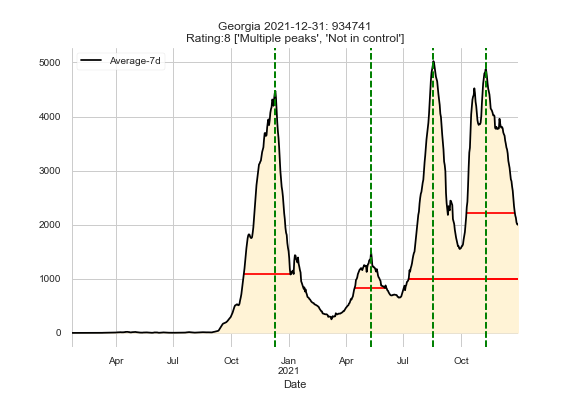 Georgia 2021-12-31: 934741
Rating:8 ['Multiple peaks', 'Not in control']
Average-7d
5000
4000
3000
2000
1000
0
Apr Jul Oct Jan Apr Jul Oct
2021
Date